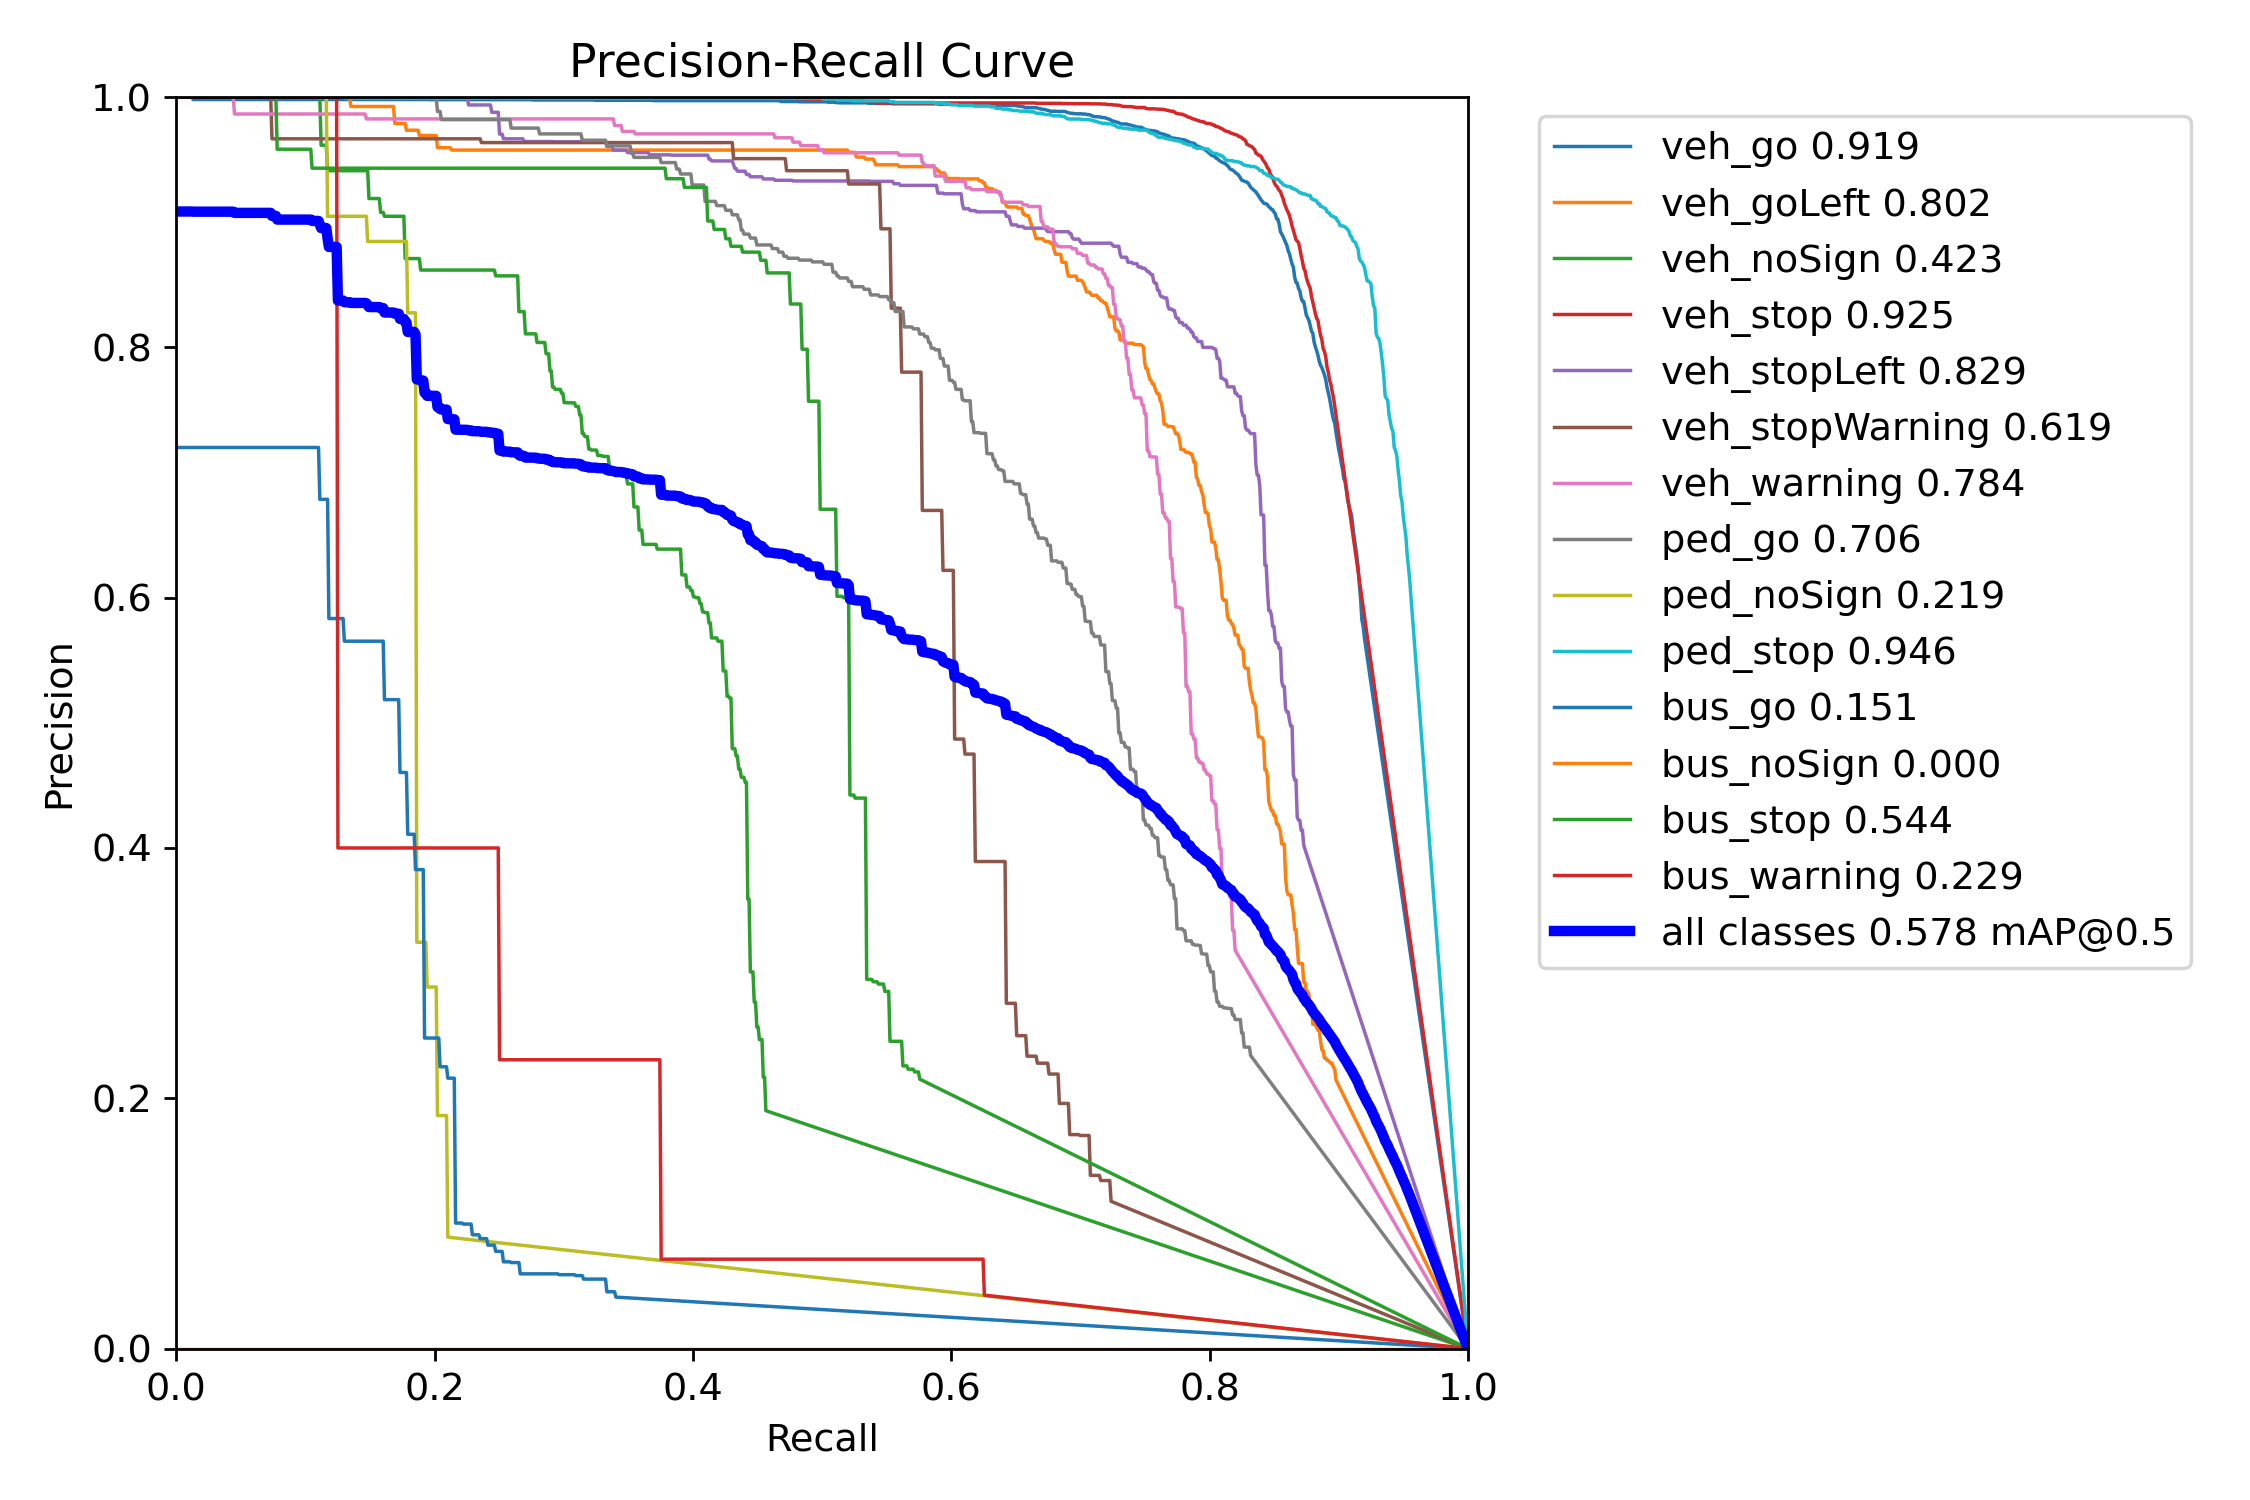 Precision-Recall Curve
1.0
0.8
0.6
0.4
0.2
0.0
Precision
0.0 0.2 0.4 0.6 0.8 1.0
Recall
veh_go 0.919
veh_goLeft 0.802
veh_noSign 0.423
veh_stop 0.925
veh_stopLeft 0.829
veh_stopWarning 0.619
veh_warning 0.784
ped_go 0.706
ped_noSign 0.219
ped_stop 0.946
bus_go 0.151
bus_noSign 0.000
bus_stop 0.544
bus_warning 0.229
all classes 0.578 mAP@0.5